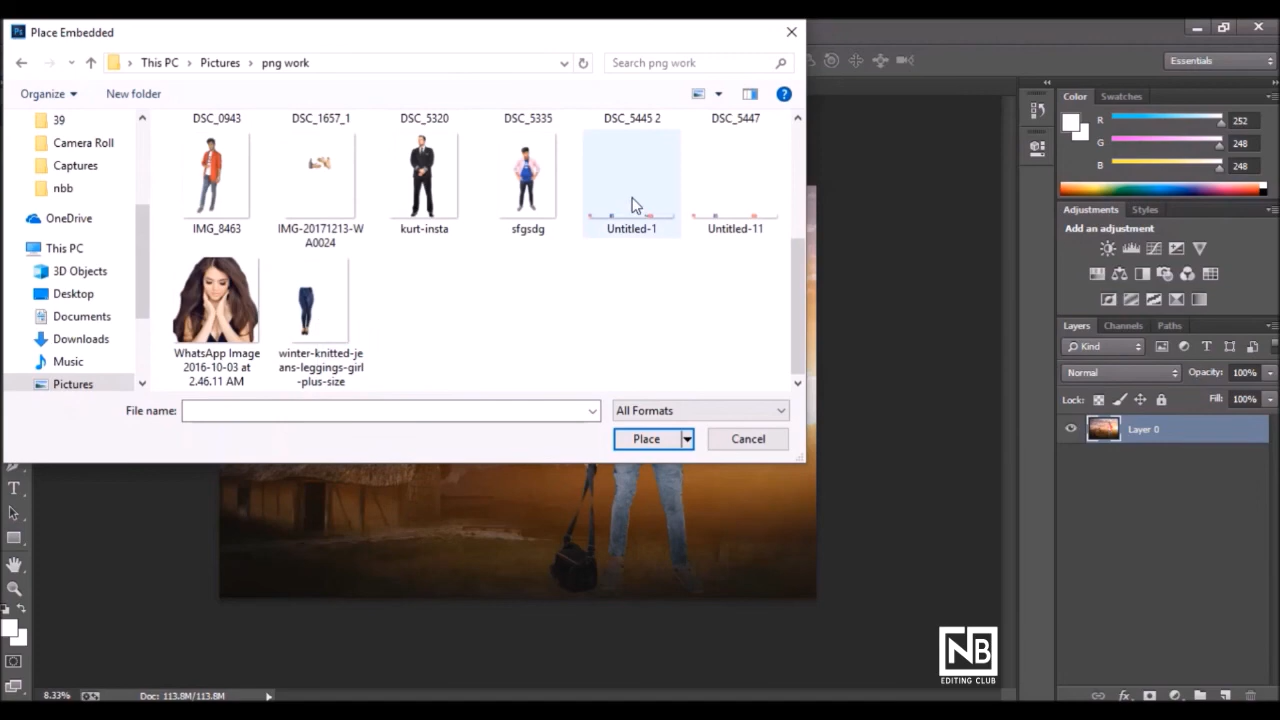 Ps Place Embedded
This PC Pictures png work
Search png work
Organize New folder
39
Camera Roll
Captures
nbb
OneDrive
This PC
3D Objects
Desktop
Documents
Downloads
Music
Pictures
DSC_0943 DSC_1657_1 DSC_5320 DSC_5335 DSC_5445 2 DSC_5447
IMG_8463 IMG-20171213-W kurt-insta sfgsdg Untitled-1 Untitled-11
A0024
WhatsApp Image winter-knitted-je
2016-10-03 at ans-leggings-girl
2.46.11 AM -plus-size
File name: All Formats
Place Cancel
Essentials
Color Swatches
R 252
G 248
B 248
Adjustments Styles
Add an adjustment
Layers Channels Paths
Kind T
Normal Opacity: 100%
Lock: Fill: 100%
Layer 0
fx
T
8.33% Doc: 113.8M/113.8M
NB
EDITING CLUB